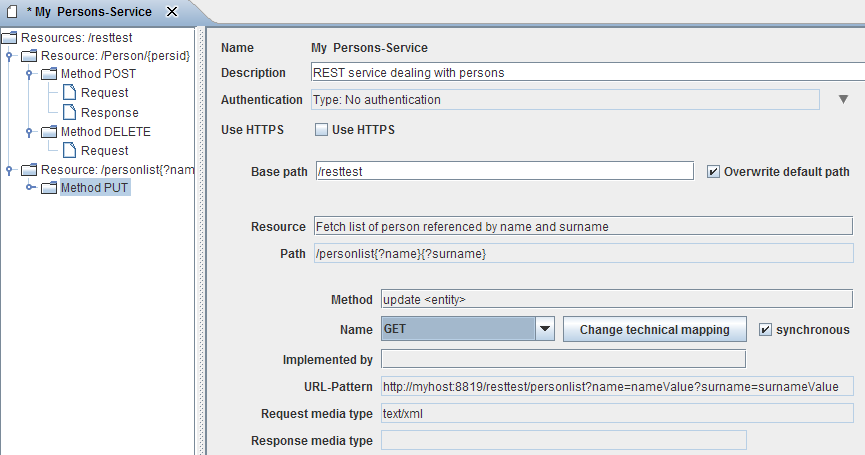 * My Persons-Service
Resources: /resttest
Resource: /Person/{persid}
Method POST
Request
Response
Method DELETE
Request
Resource: /personlist{?nam
Method PUT
Name My Persons-Service
Description REST service dealing with persons
Authentication Type: No authentication
Use HTTPS Use HTTPS
Base path /resttest Overwrite default path
Resource Fetch list of person referenced by name and surname
Path /personlist{?name}{?surname}
Method update <entity>
Name GET Change technical mapping synchronous
Implemented by
URL-Pattern http://myhost:8819/resttest/personlist?name=nameValue?surname=surnameValue
Request media type text/xml
Response media type